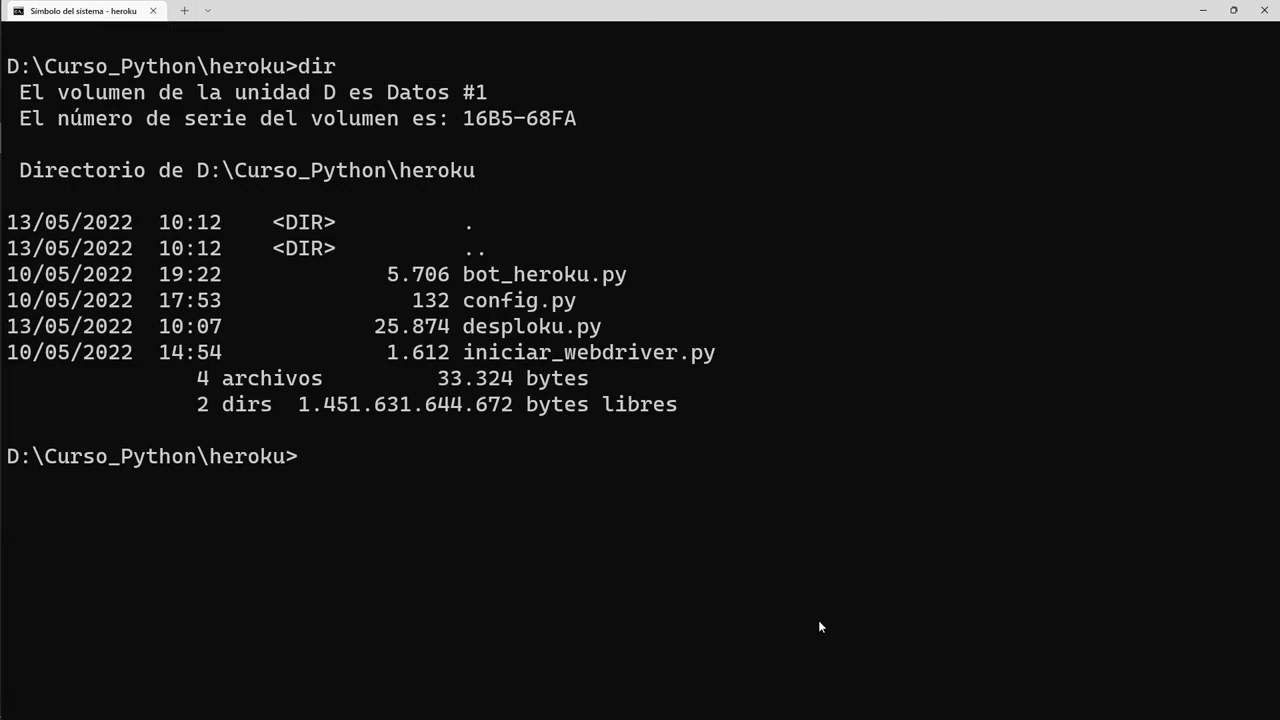 Símbolo del sistema - heroku
D:\Curso_Python\heroku>dir
El volumen de la unidad D es Datos #1
El número de serie del volumen es: 16B5-68FA
Directorio de D:\Curso_Python\heroku
13/05/2022  10:12    <DIR>          .
13/05/2022  10:12    <DIR>          ..
10/05/2022  19:22             5.706 bot_heroku.py
10/05/2022  17:53               132 config.py
13/05/2022  10:07            25.874 desploku.py
10/05/2022  14:54             1.612 iniciar_webdriver.py
4 archivos         33.324 bytes
2 dirs  1.451.631.644.672 bytes libres
D:\Curso_Python\heroku>